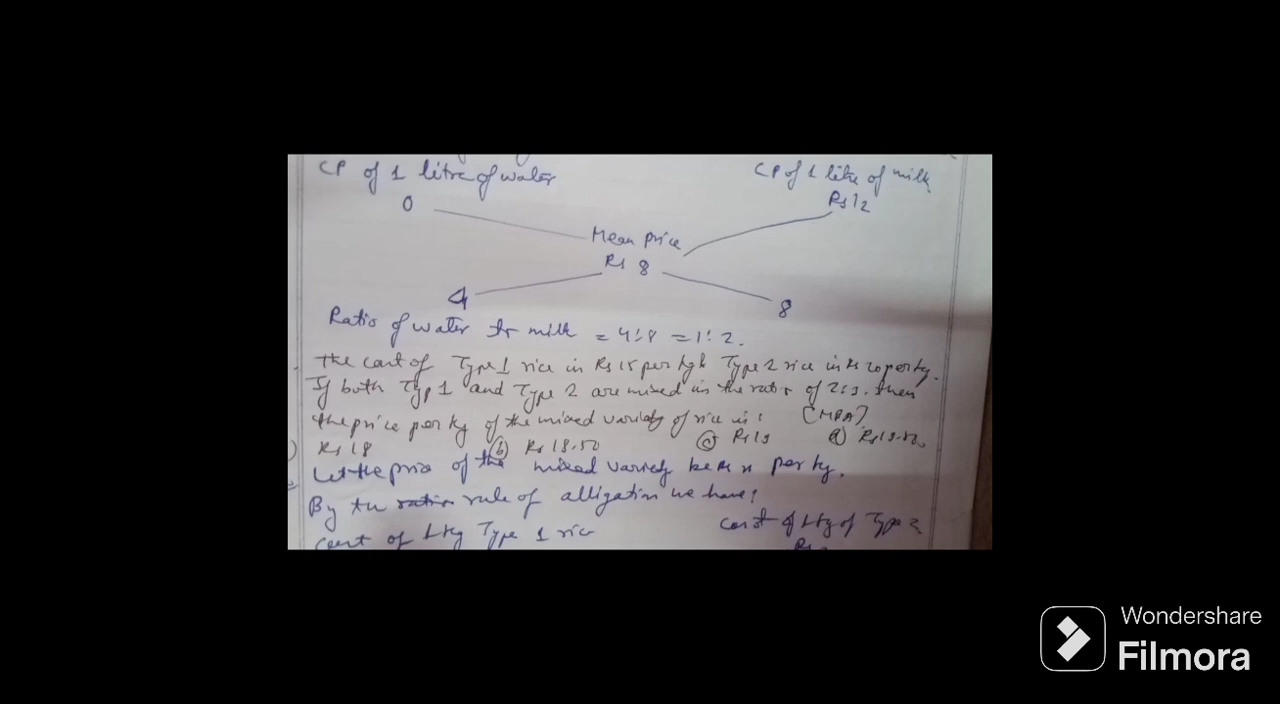 CP of 1 litre of water
CP of 1 litre of milk
0
Rs 12
Mean price
Rs 8
4
8
Ratio of water to milk = 4:8 = 1:2.
The cost of Type 1 rice in Rs 15 per kg & Type 2 rice in Rs 20 per kg.
If both Typ 1 and Type 2 are mixed in the ratio of 2:3. then
the price per kg of the mixed variety of rice is:
Rs 18 (b) Rs 18.50 (c) Rs 19 (d) Rs 19.50
Let the price of the mixed variety be Rs x per kg.
By the rule of alligation we have:
cost of 1 kg Type 1 rice
cost of 1 kg of Type 2
Wondershare
Filmora